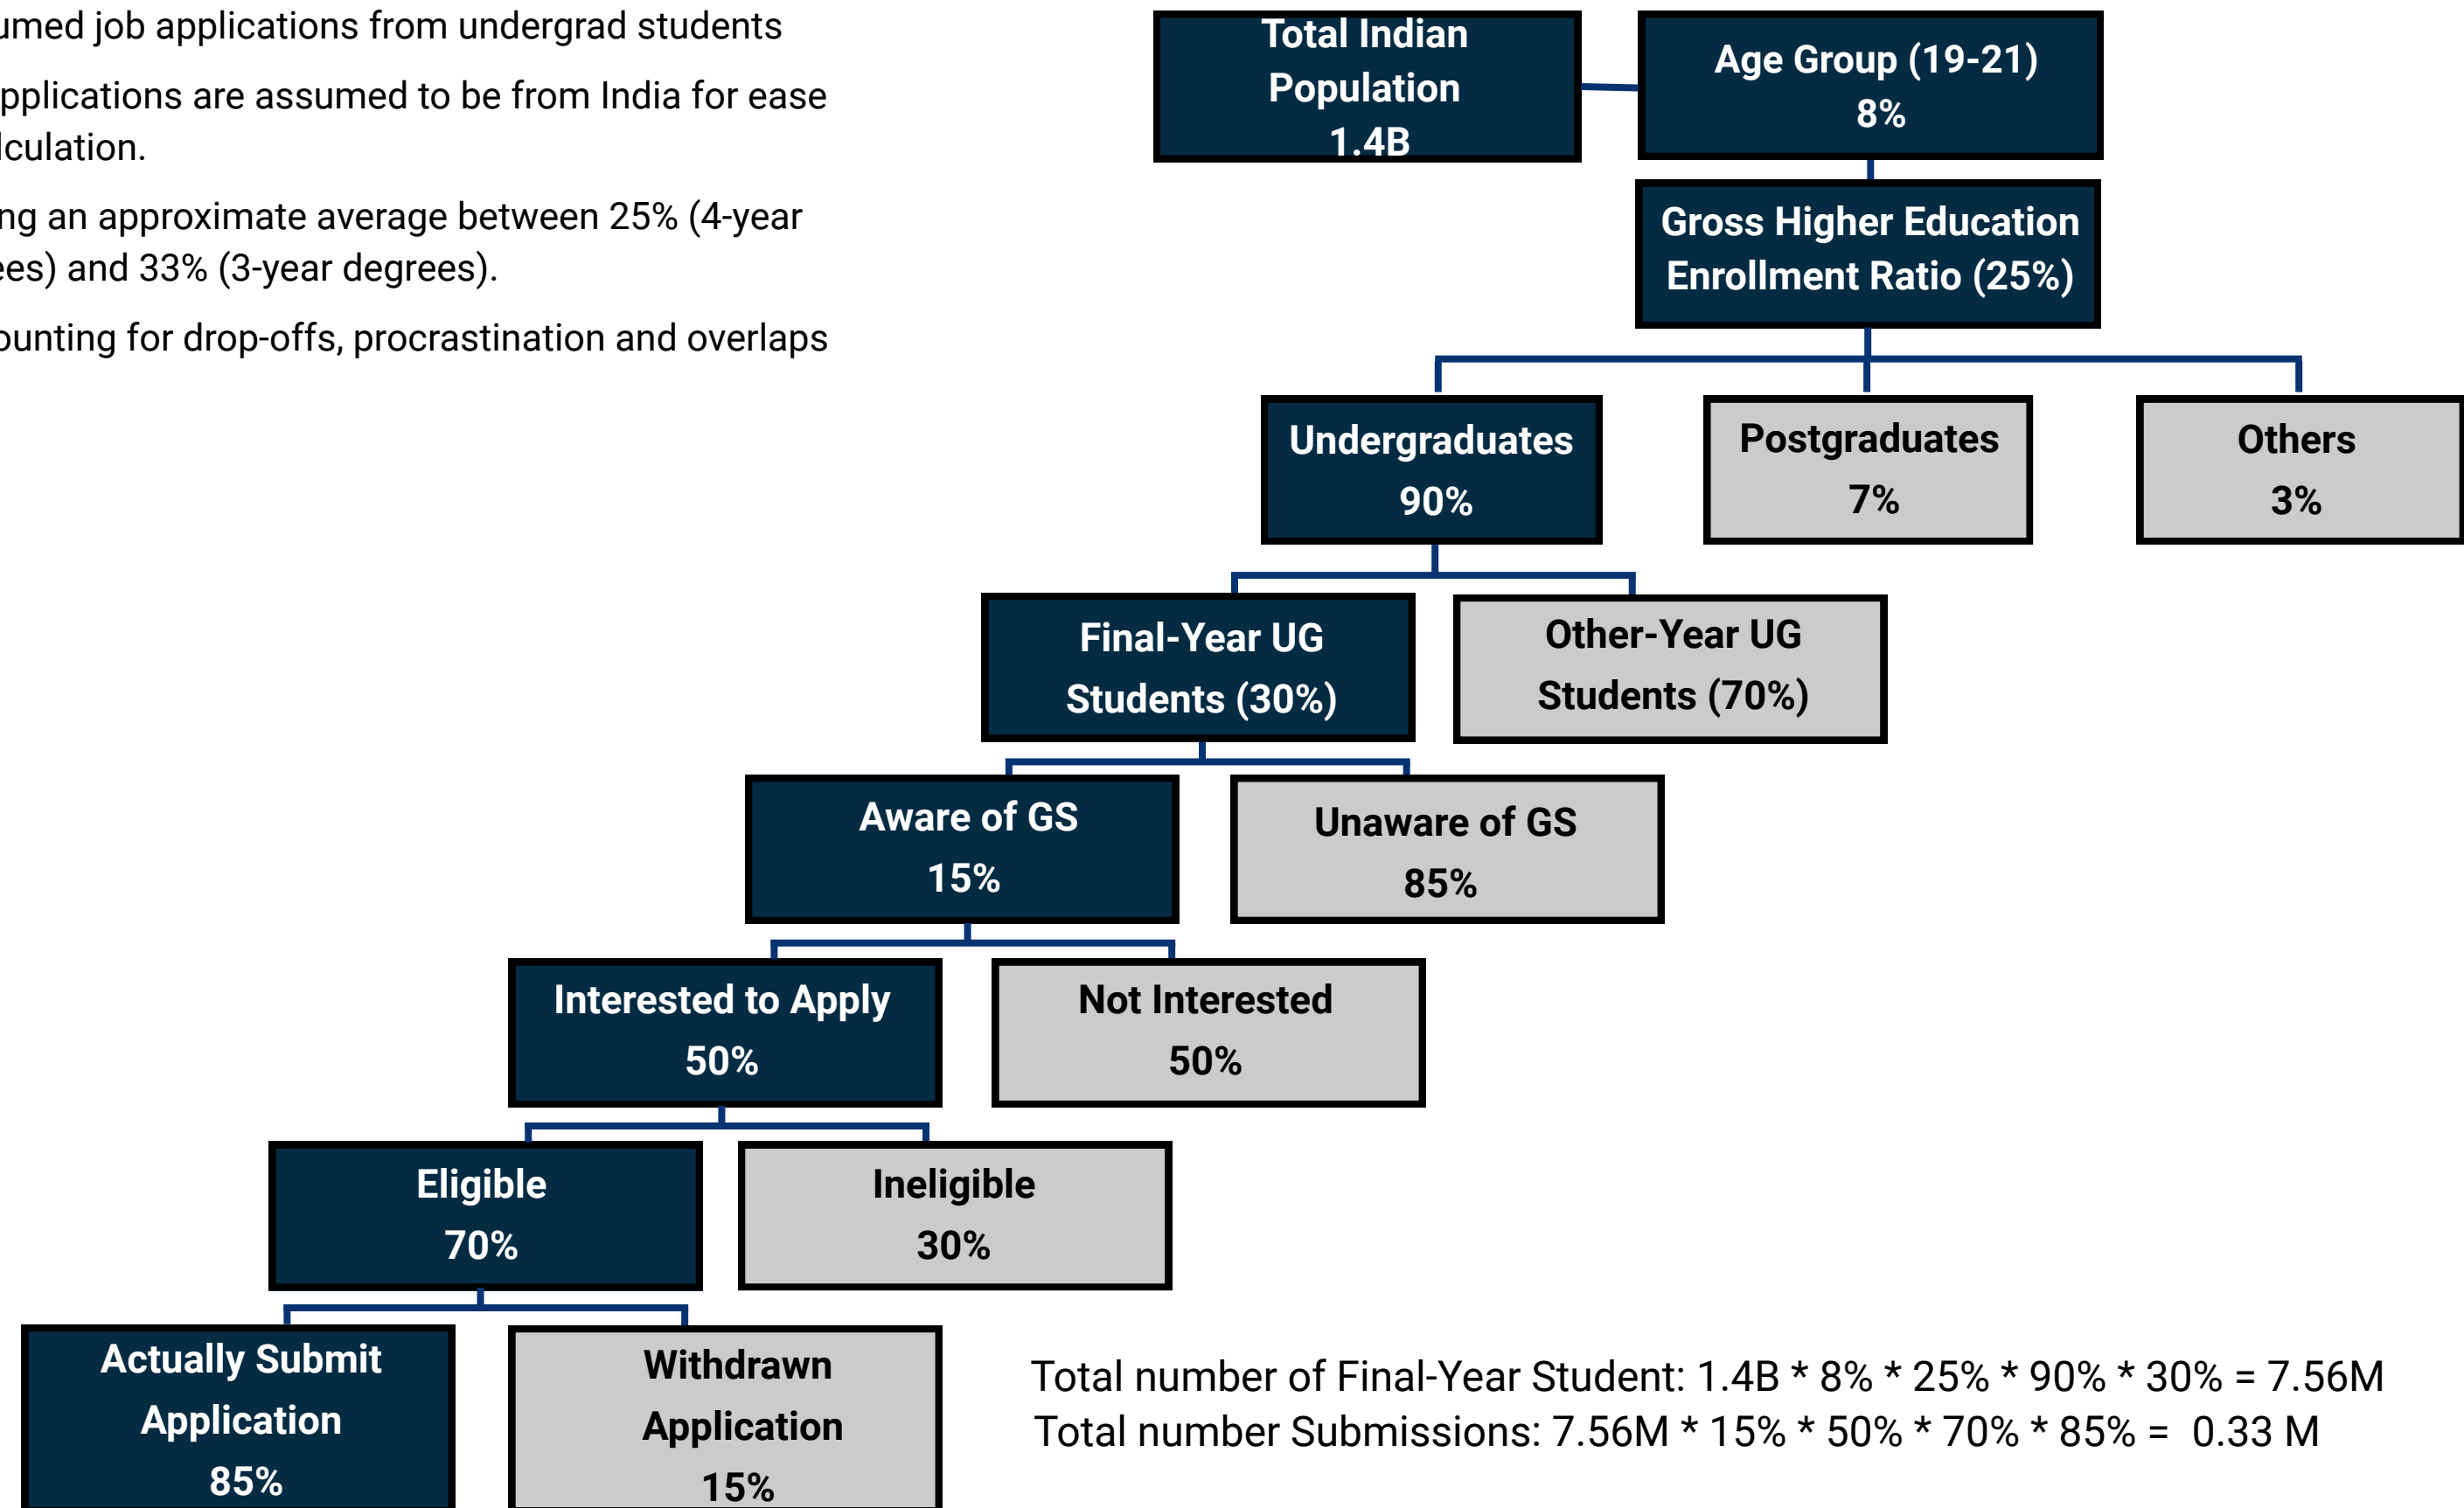 umed job applications from undergrad students
pplications are assumed to be from India for ease
lculation.
ng an approximate average between 25% (4-year
ees) and 33% (3-year degrees).
ounting for drop-offs, procrastination and overlaps
Total Indian
Population
1.4B
Age Group (19-21)
8%
Gross Higher Education
Enrollment Ratio (25%)
Undergraduates
90%
Postgraduates
7%
Others
3%
Final-Year UG
Students (30%)
Other-Year UG
Students (70%)
Aware of GS
15%
Unaware of GS
85%
Interested to Apply
50%
Not Interested
50%
Eligible
70%
Ineligible
30%
Actually Submit
Application
85%
Withdrawn
Application
15%
Total number of Final-Year Student: 1.4B * 8% * 25% * 90% * 30% = 7.56M
Total number Submissions: 7.56M * 15% * 50% * 70% * 85% = 0.33 M